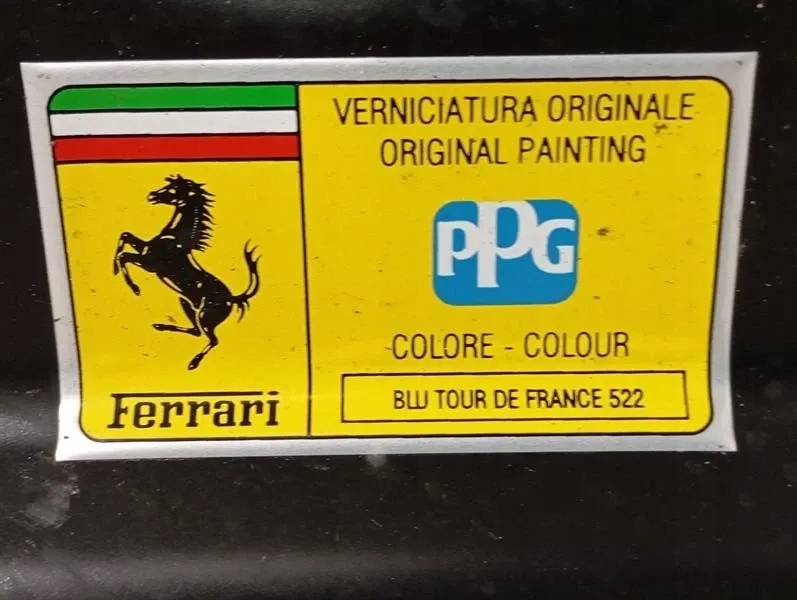 VERNICIATURA ORIGINALE
ORIGINAL PAINTING
PPG
COLORE - COLOUR
BLU TOUR DE FRANCE 522
Ferrari